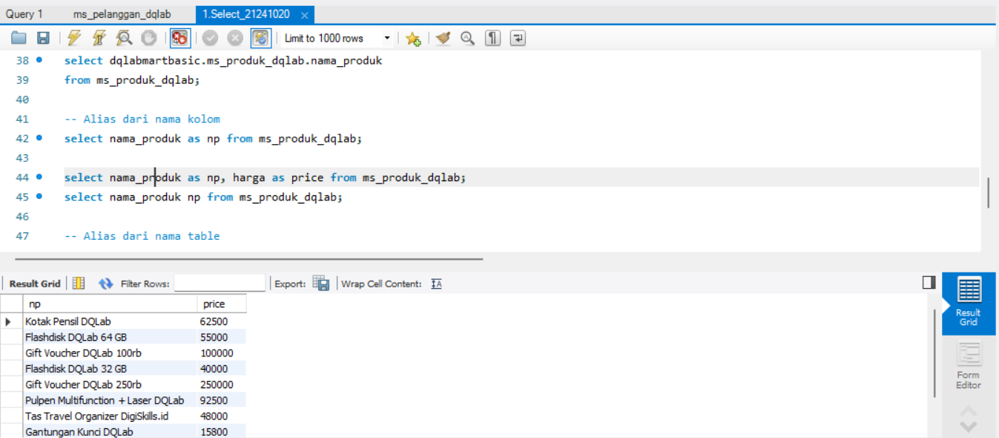 Query 1 ms_pelanggan_dqlab 1.Select_21241020
Limit to 1000 rows
38 select dqlabmartbasic.ms_produk_dqlab.nama_produk
39 from ms_produk_dqlab;
40
41 -- Alias dari nama kolom
42 select nama_produk as np from ms_produk_dqlab;
43
44 select nama_produk as np, harga as price from ms_produk_dqlab;
45 select nama_produk np from ms_produk_dqlab;
46
47 -- Alias dari nama table
Result Grid Filter Rows: Export: Wrap Cell Content:
np price
Kotak Pensil DQLab 62500
Flashdisk DQLab 64 GB 55000
Gift Voucher DQLab 100rb 100000
Flashdisk DQLab 32 GB 40000
Gift Voucher DQLab 250rb 250000
Pulpen Multifunction + Laser DQLab 92500
Tas Travel Organizer DigiSkills.id 48000
Gantungan Kunci DQLab 15800
Result
Grid
Form
Editor